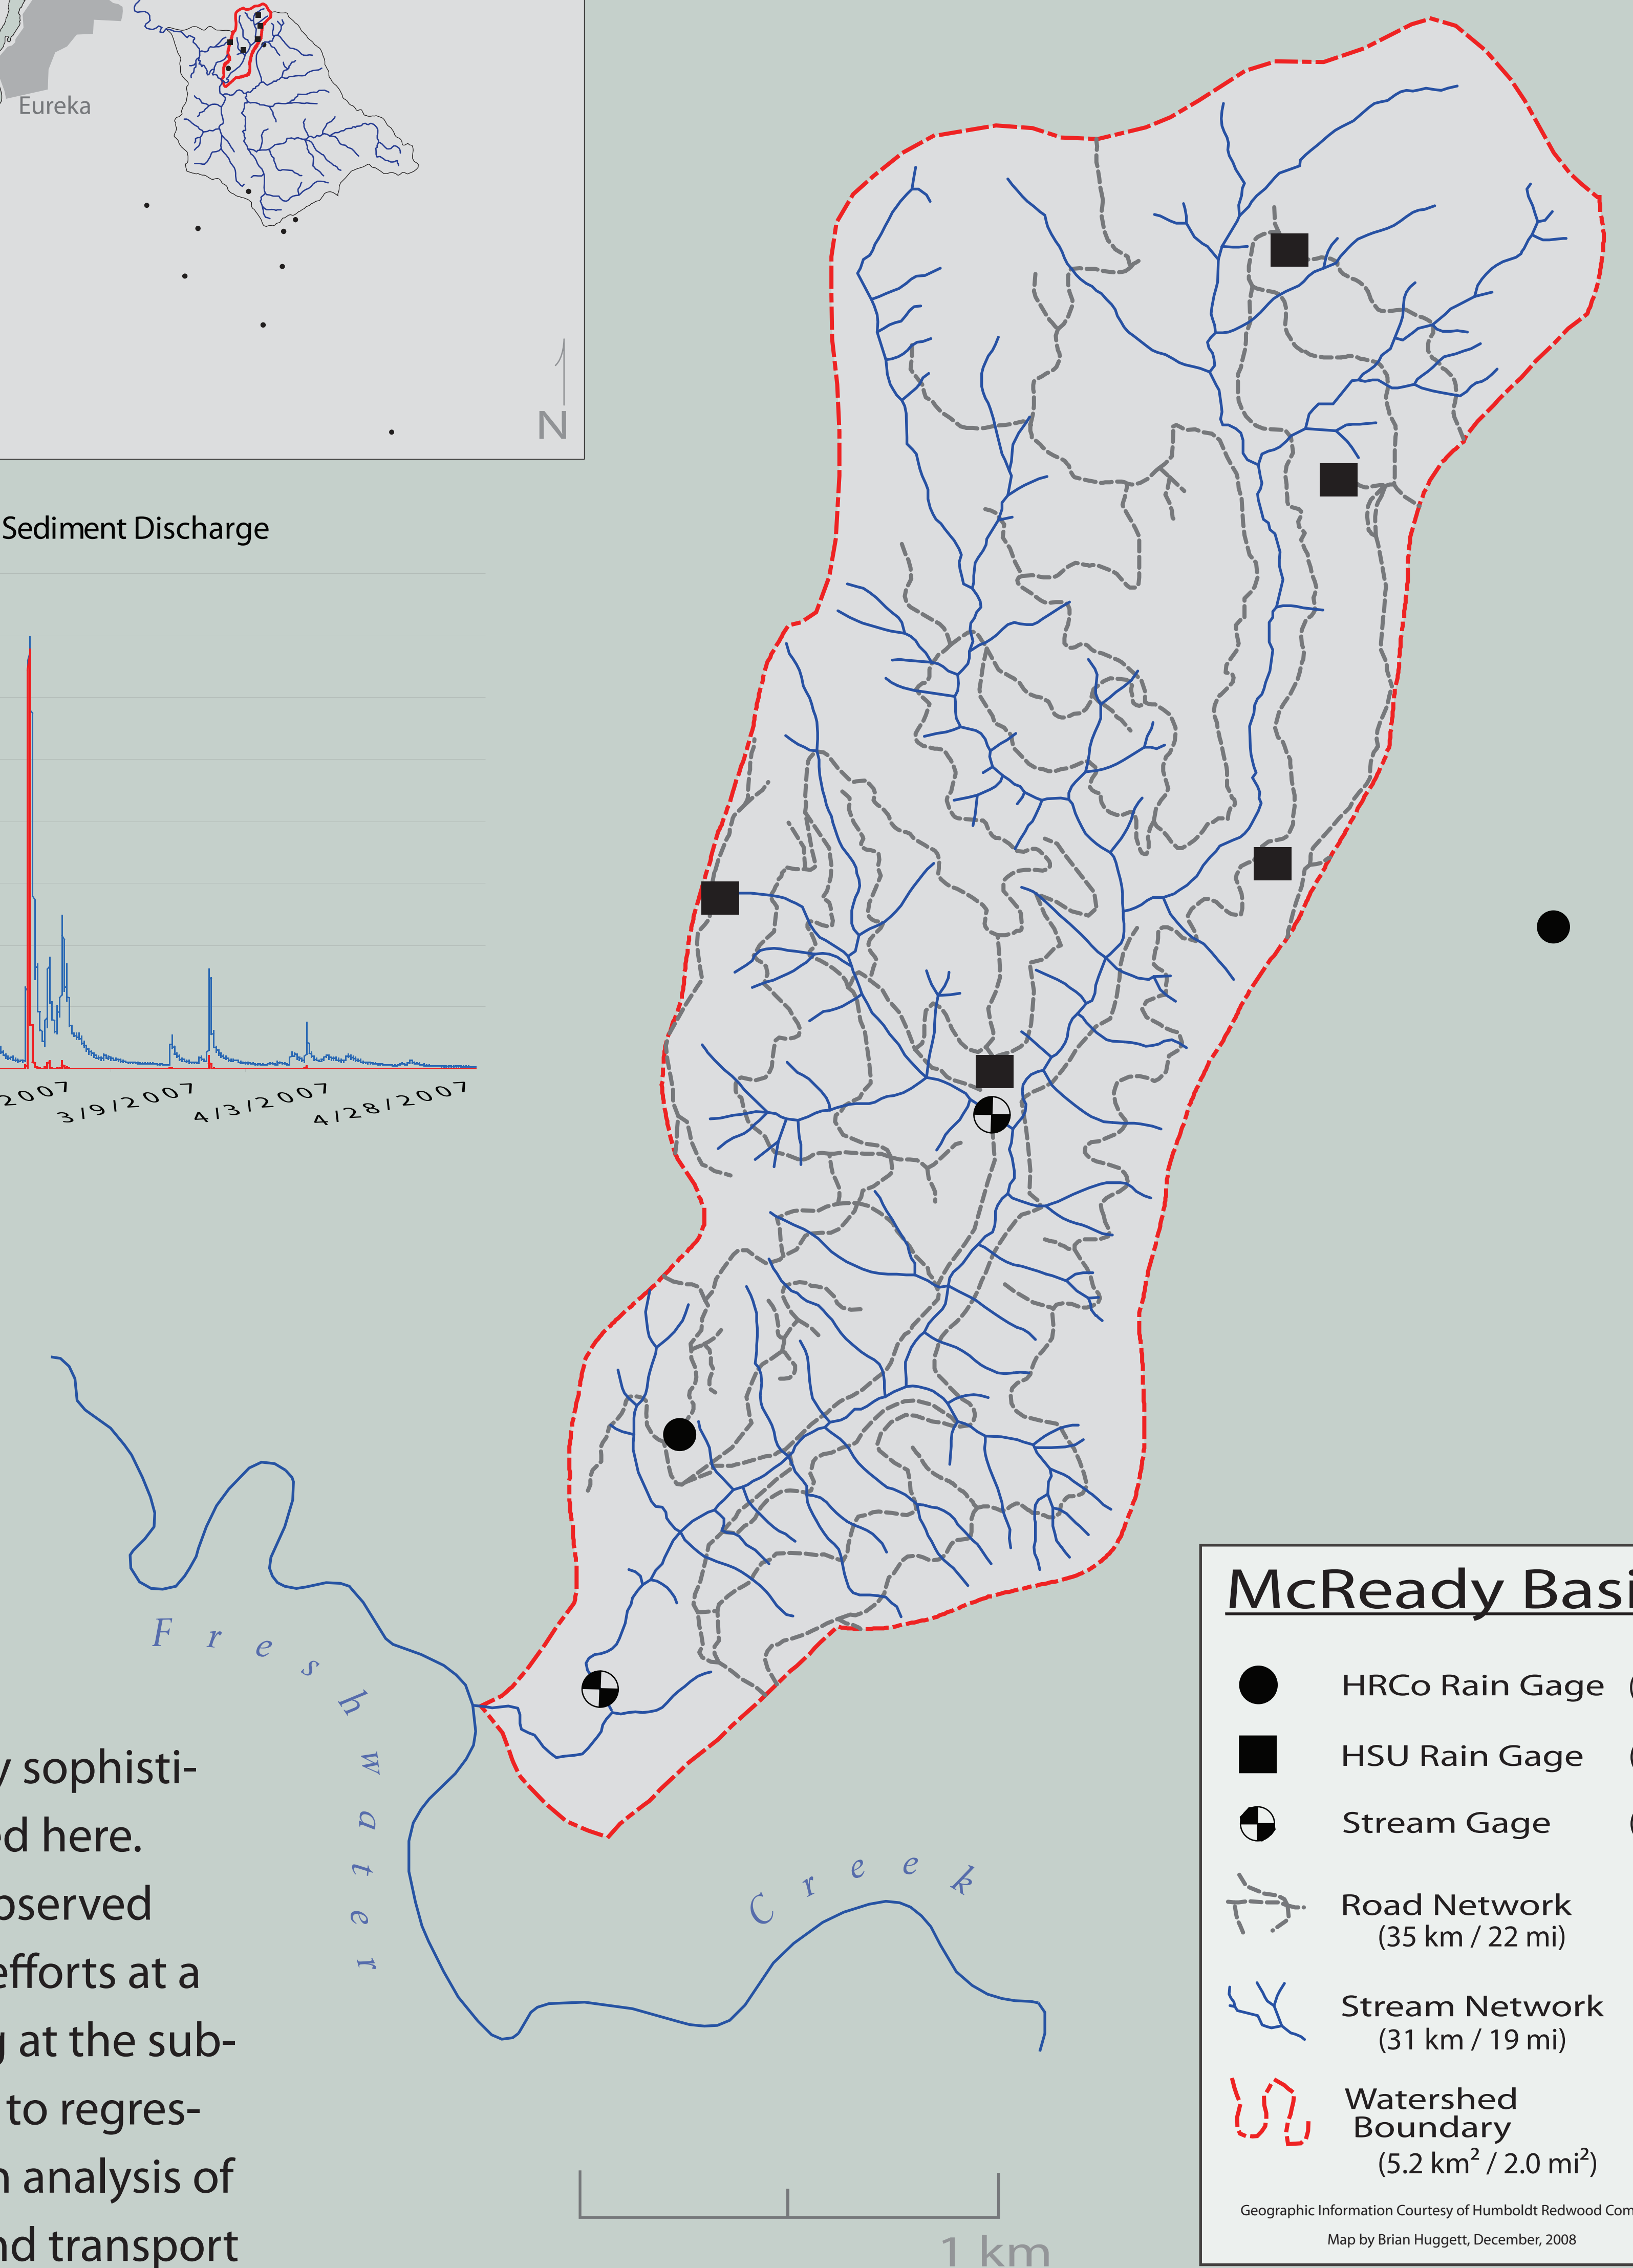 Eureka
N
Sediment Discharge
2007
3/9/2007
4/3/2007
4/28/2007
Freshwater
Creek
y sophisti-
ed here.
bserved
efforts at a
g at the sub-
to regres-
n analysis of
nd transport
1 km
McReady Basi
HRCo Rain Gage (
HSU Rain Gage (
Stream Gage (
Road Network
(35 km / 22 mi)
Stream Network
(31 km / 19 mi)
Watershed
Boundary
(5.2 km² / 2.0 mi²)
Geographic Information Courtesy of Humboldt Redwood Com
Map by Brian Huggett, December, 2008